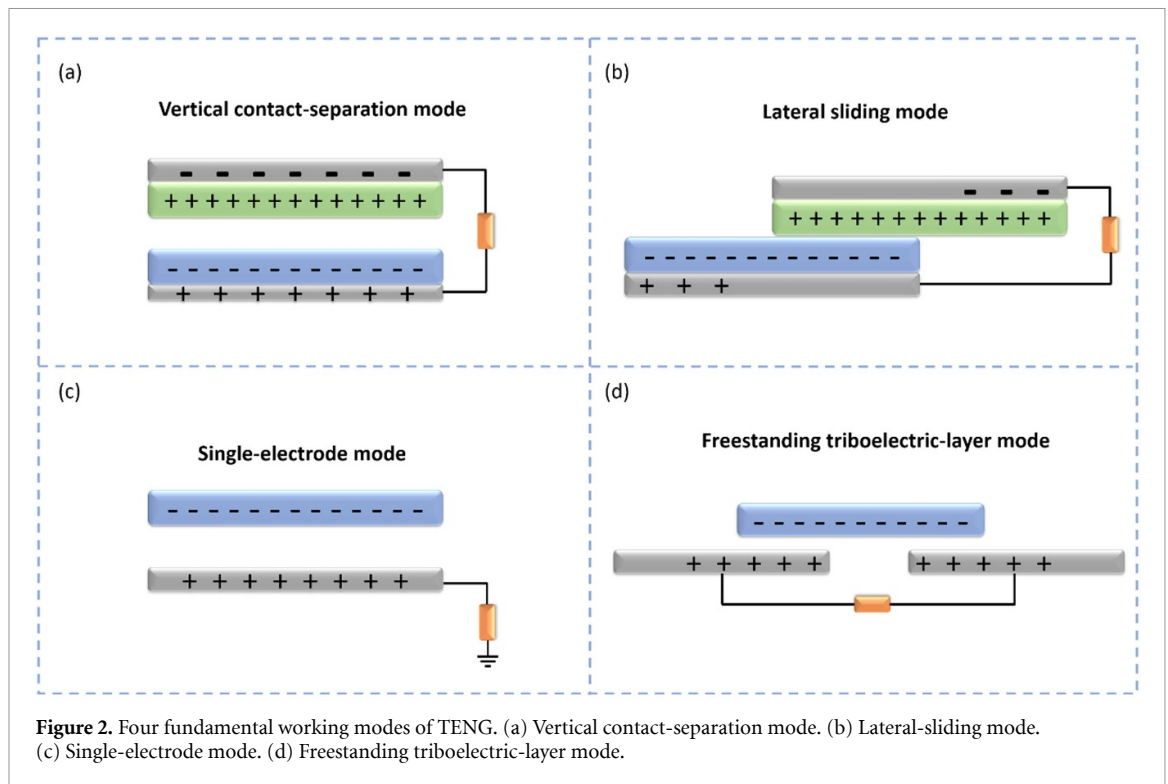 (a)
Vertical contact-separation mode
- - - - - - -
+ + + + + + + + + + + + +
- - - - - - - - - - - - -
+ + + + + + +
(b)
Lateral sliding mode
- - -
+ + + + + + + + + + + + +
- - - - - - - - - - - - -
+ + +
(c)
Single-electrode mode
- - - - - - - - - - - - -
+ + + + + + + +
(d)
Freestanding triboelectric-layer mode
- - - - - - - - - - -
+ + + + + + + + + +
Figure 2. Four fundamental working modes of TENG. (a) Vertical contact-separation mode. (b) Lateral-sliding mode.
(c) Single-electrode mode. (d) Freestanding triboelectric-layer mode.